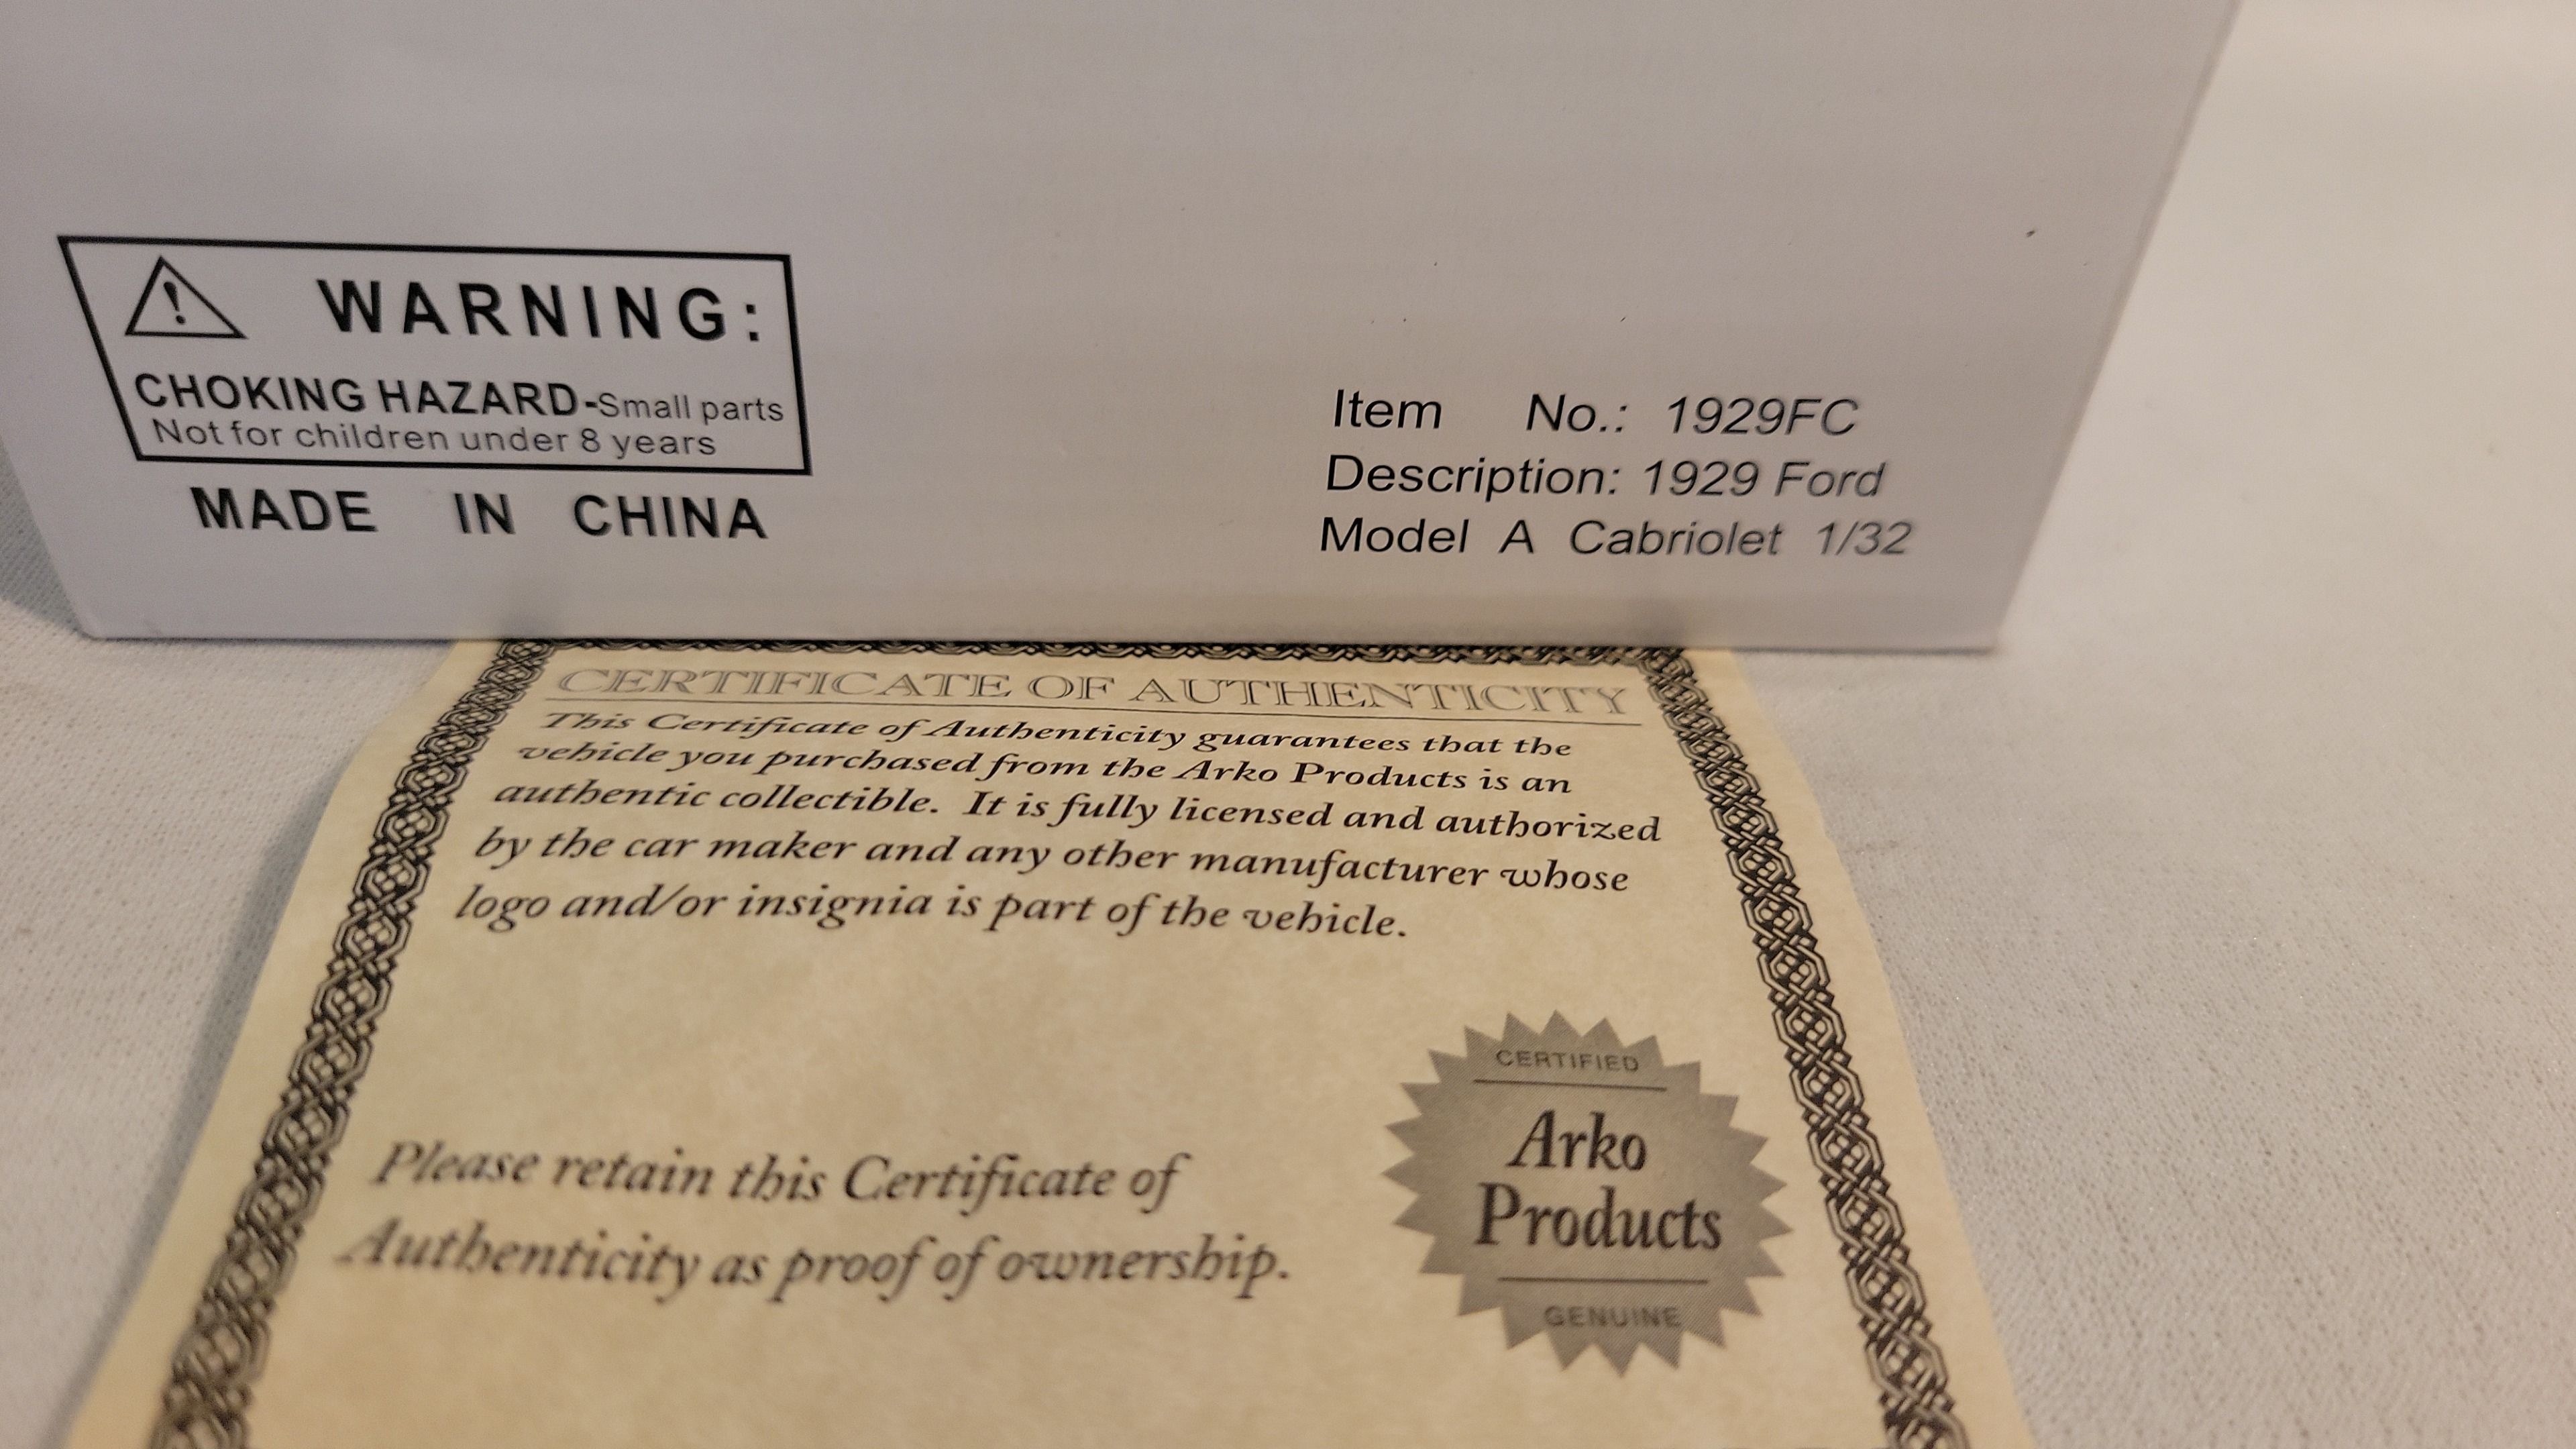 WARNING:
CHOKING HAZARD-Small parts
Not for children under 8 years
MADE IN CHINA
Item No.: 1929FC
Description: 1929 Ford
Model A Cabriolet 1/32
CERTIFICATE OF AUTHENTICITY
This Certificate of Authenticity guarantees that the
vehicle you purchased from the Arko Products is an
authentic collectible. It is fully licensed and authorized
by the car maker and any other manufacturer whose
logo and/or insignia is part of the vehicle.
Please retain this Certificate of
Authenticity as proof of ownership.
CERTIFIED
Arko
Products
GENUINE